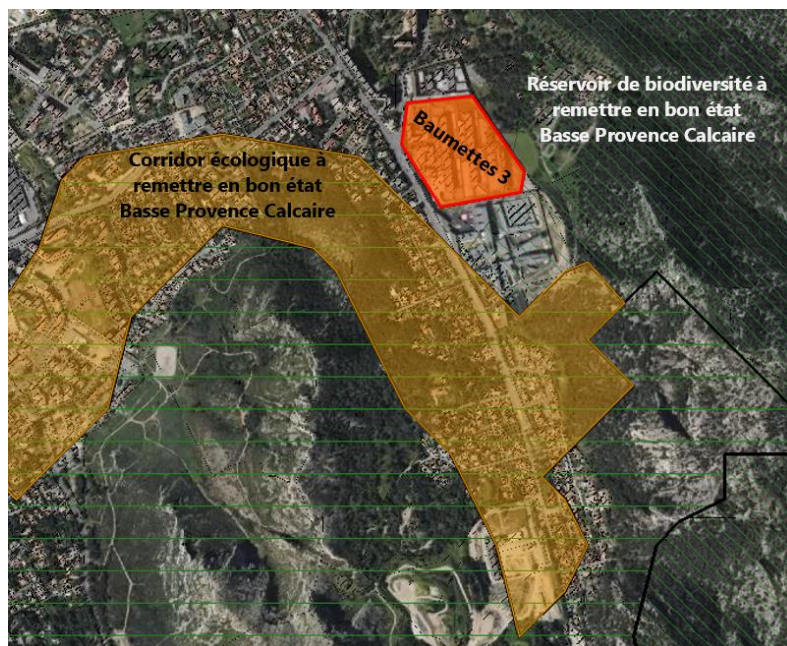 Réservoir de biodiversité à
remettre en bon état
Basse Provence Calcaire
Baumettes 3
Corridor écologique à
remettre en bon état
Basse Provence Calcaire